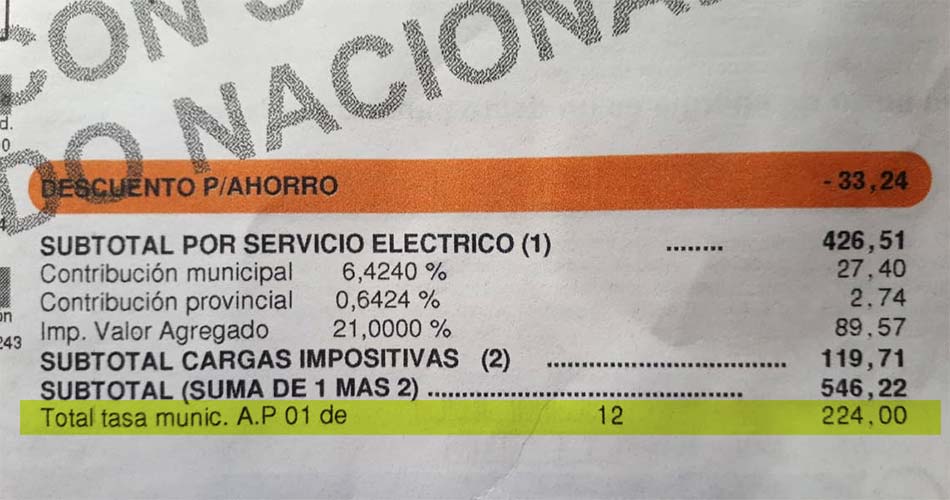 CON S
DO NACIONAL
d.
0
DESCUENTO P/AHORRO - 33,24
SUBTOTAL POR SERVICIO ELECTRICO (1) ........ 426,51
Contribución municipal 6,4240 % 27,40
Contribución provincial 0,6424 % 2,74
Imp. Valor Agregado 21,0000 % 89,57
243
SUBTOTAL CARGAS IMPOSITIVAS (2) ........................... 119,71
SUBTOTAL (SUMA DE 1 MAS 2) ....................................... 546,22
Total tasa munic. A.P 01 de 12 224,00